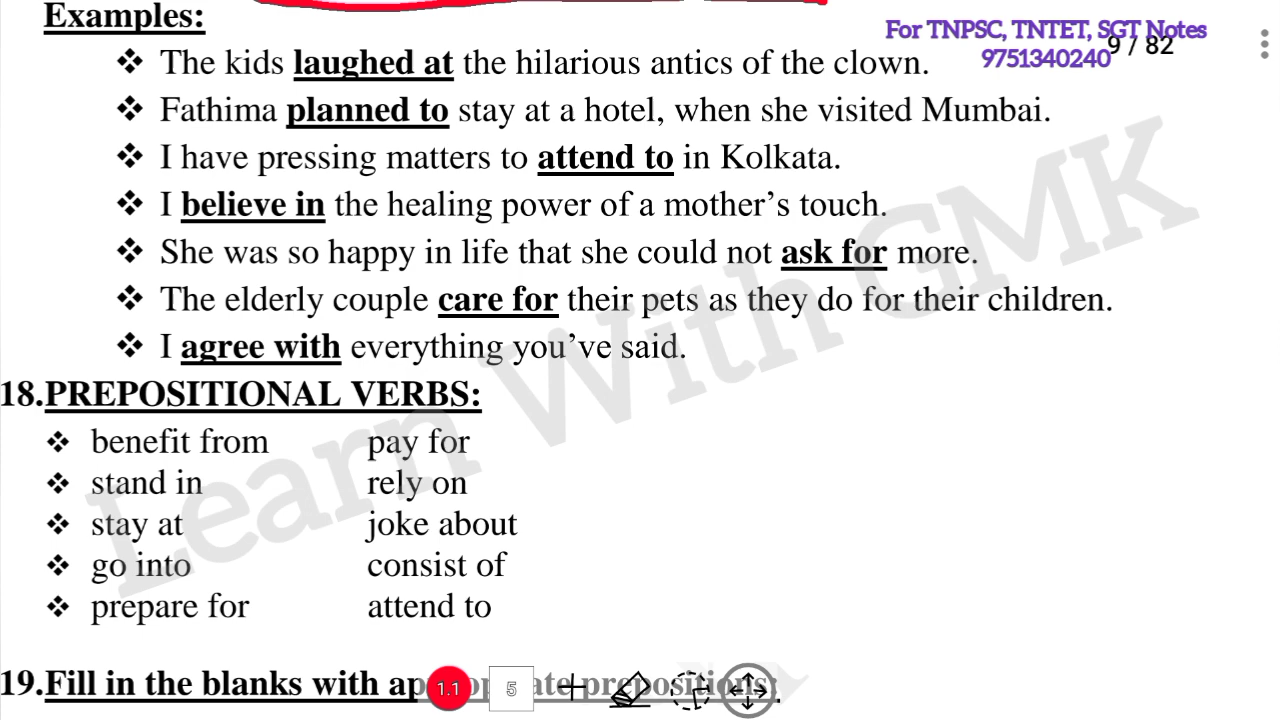 Examples:
For TNPSC, TNTET, SGT Notes
9751340240
9 / 82
❖ The kids laughed at the hilarious antics of the clown.
❖ Fathima planned to stay at a hotel, when she visited Mumbai.
❖ I have pressing matters to attend to in Kolkata.
❖ I believe in the healing power of a mother’s touch.
❖ She was so happy in life that she could not ask for more.
❖ The elderly couple care for their pets as they do for their children.
❖ I agree with everything you’ve said.
Learn With GMK
18.PREPOSITIONAL VERBS:
❖ benefit from pay for
❖ stand in rely on
❖ stay at joke about
❖ go into consist of
❖ prepare for attend to
19.Fill in the blanks with appropriate prepositions:
1.1
5